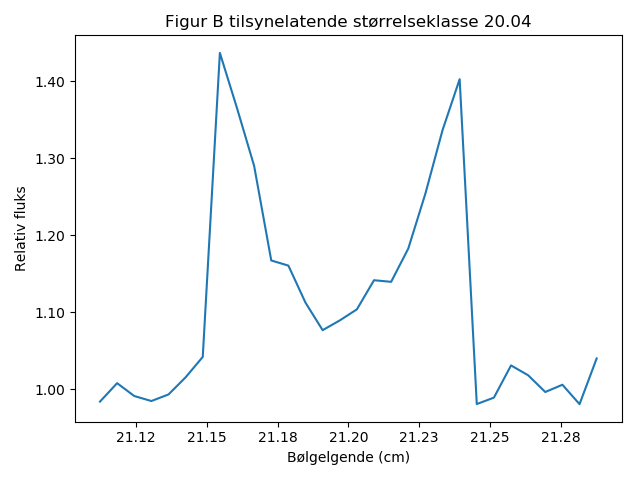 Figur B tilsynelatende størrelseklasse 20.04
Relativ fluks
1.40
1.30
1.20
1.10
1.00
21.12 21.15 21.18 21.20 21.23 21.25 21.28
Bølgelgende (cm)